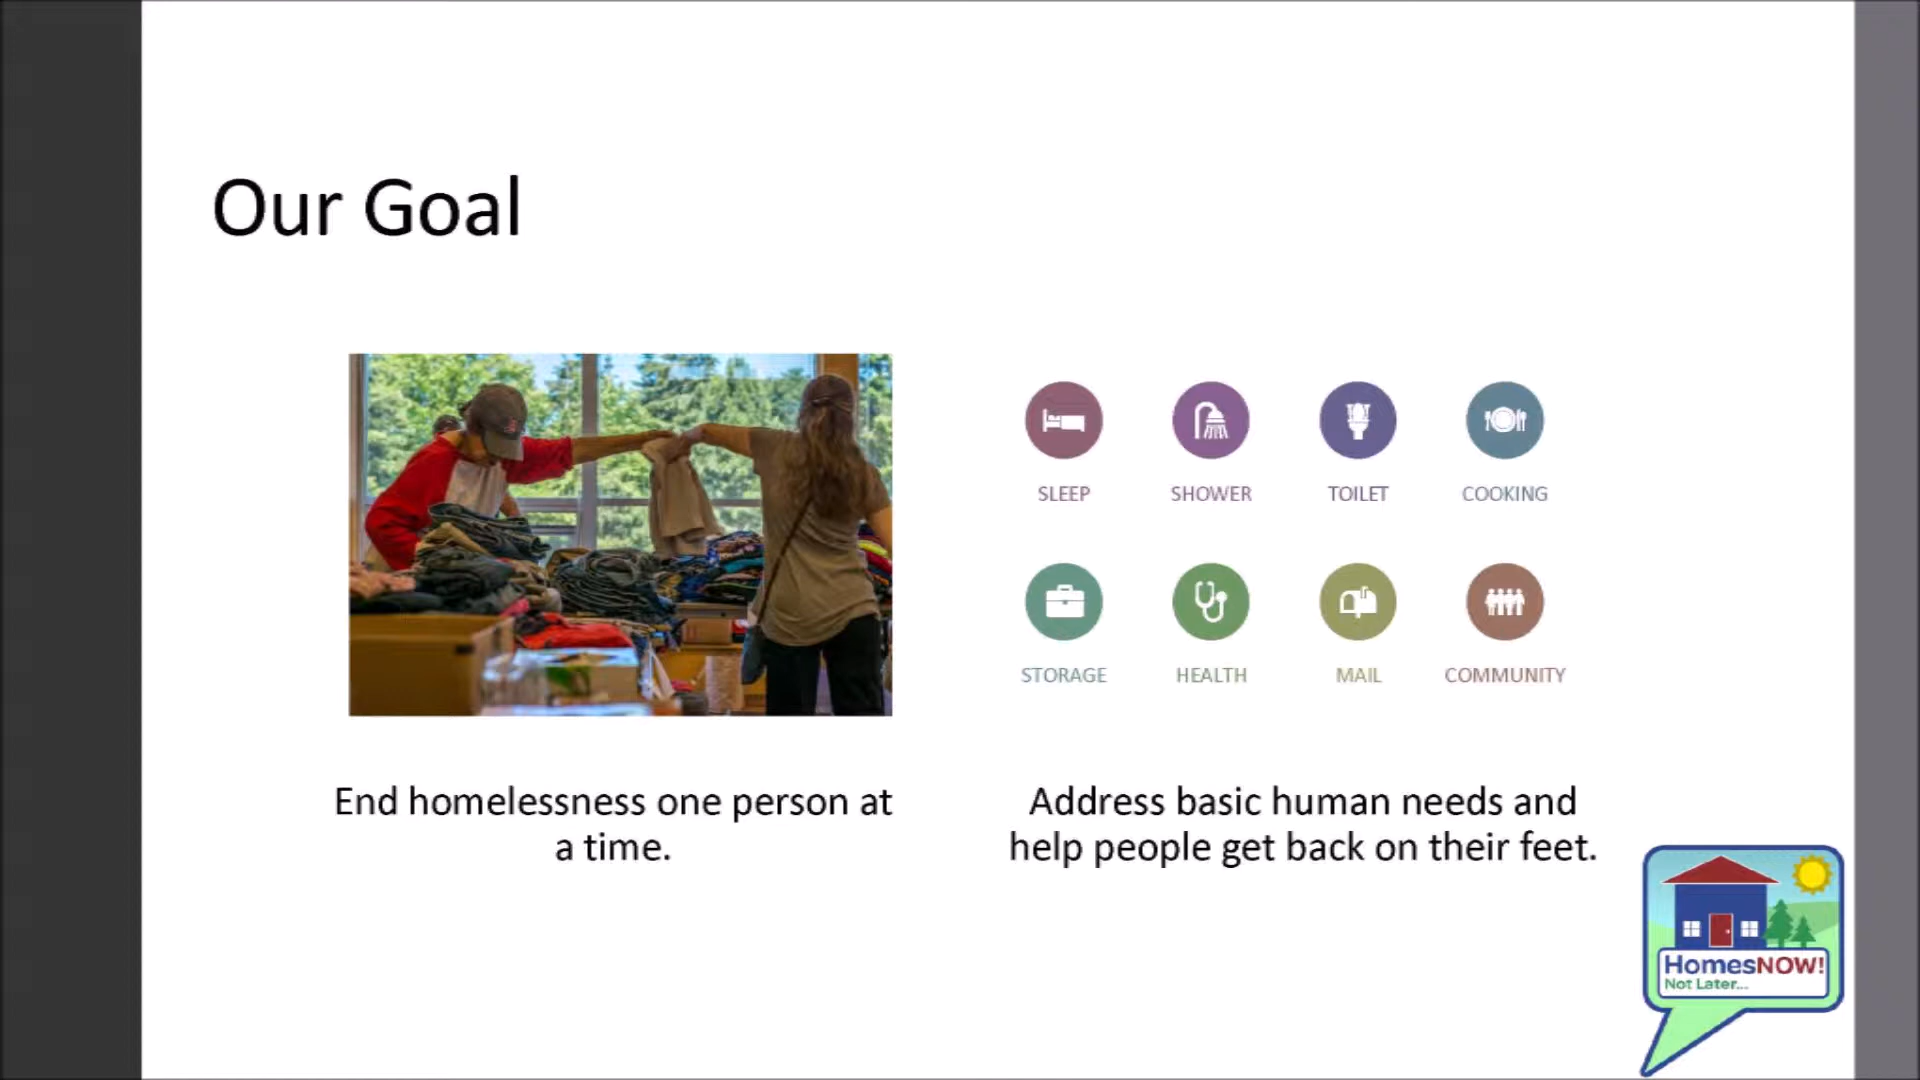 Our Goal
SLEEP
SHOWER
TOILET
COOKING
STORAGE
HEALTH
MAIL
COMMUNITY
End homelessness one person at
a time.
Address basic human needs and
help people get back on their feet.
HomesNOW!
Not Later...